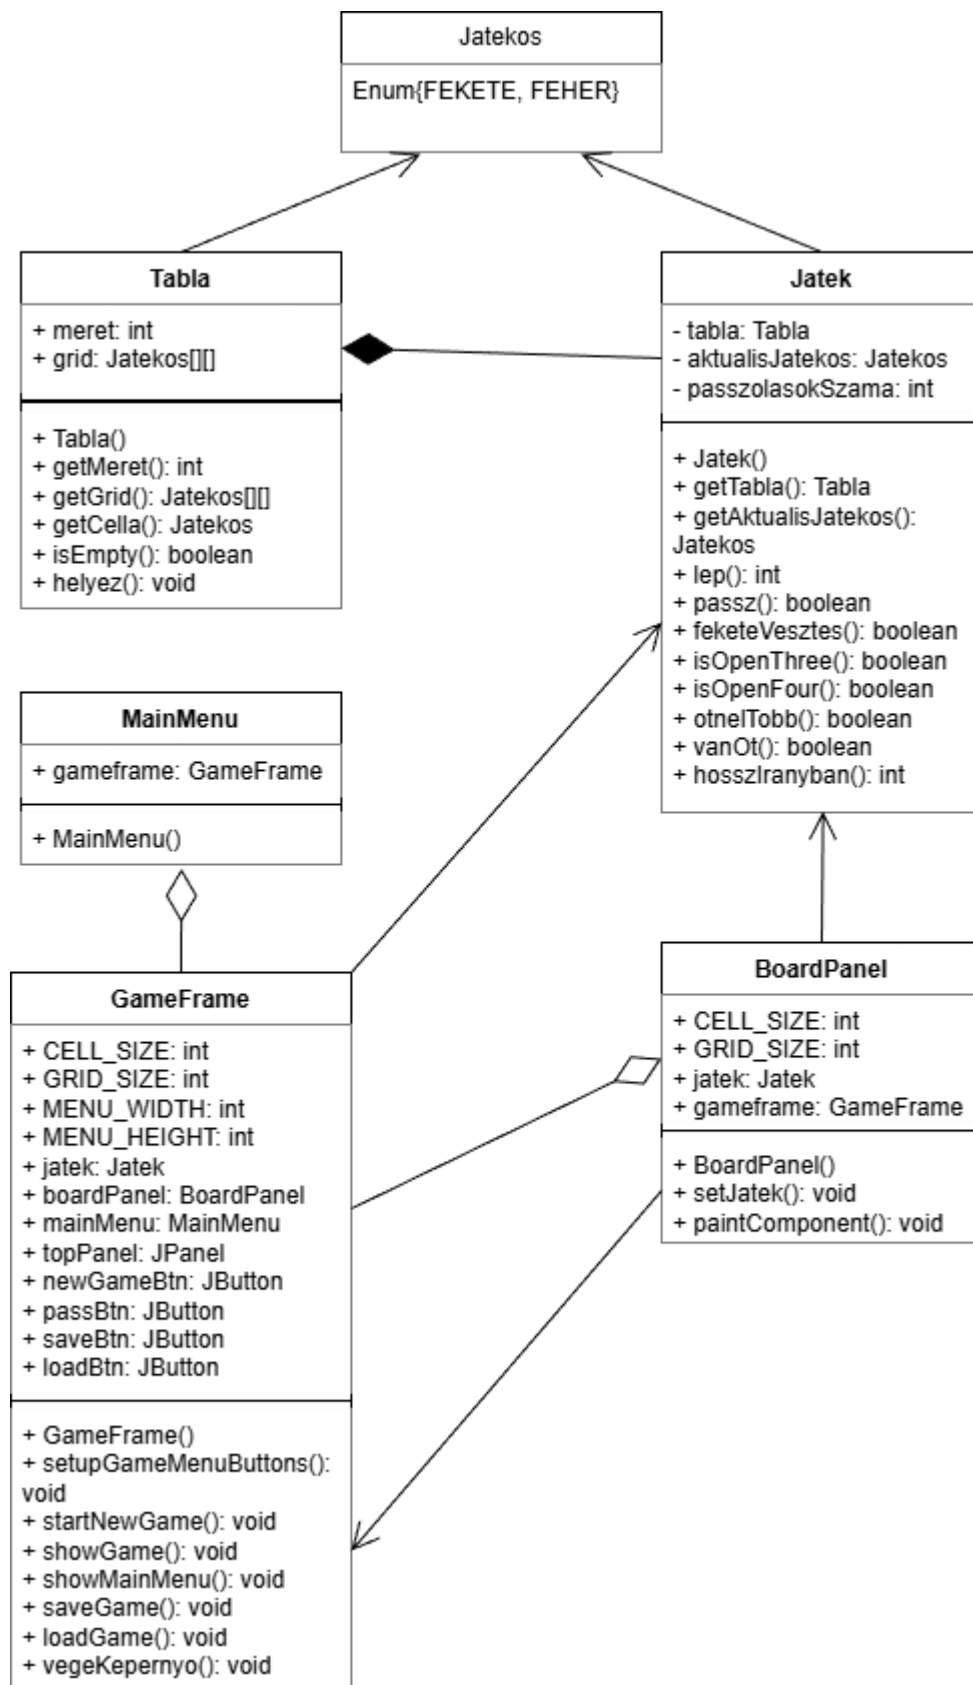 Jatekos
Enum{FEKETE, FEHER}
Tabla
+ meret: int
+ grid: Jatekos[][]
+ Tabla()
+ getMeret(): int
+ getGrid(): Jatekos[][]
+ getCella(): Jatekos
+ isEmpty(): boolean
+ helyez(): void
Jatek
- tabla: Tabla
- aktualisJatekos: Jatekos
- passzolasokSzama: int
+ Jatek()
+ getTabla(): Tabla
+ getAktualisJatekos():
Jatekos
+ lep(): int
+ passz(): boolean
+ feketeVesztes(): boolean
+ isOpenThree(): boolean
+ isOpenFour(): boolean
+ otnelTobb(): boolean
+ vanOt(): boolean
+ hosszIranyban(): int
MainMenu
+ gameframe: GameFrame
+ MainMenu()
GameFrame
+ CELL_SIZE: int
+ GRID_SIZE: int
+ MENU_WIDTH: int
+ MENU_HEIGHT: int
+ jatek: Jatek
+ boardPanel: BoardPanel
+ mainMenu: MainMenu
+ topPanel: JPanel
+ newGameBtn: JButton
+ passBtn: JButton
+ saveBtn: JButton
+ loadBtn: JButton
+ GameFrame()
+ setupGameMenuButtons():
void
+ startNewGame(): void
+ showGame(): void
+ showMainMenu(): void
+ saveGame(): void
+ loadGame(): void
+ vegeKepernyo(): void
BoardPanel
+ CELL_SIZE: int
+ GRID_SIZE: int
+ jatek: Jatek
+ gameframe: GameFrame
+ BoardPanel()
+ setJatek(): void
+ paintComponent(): void